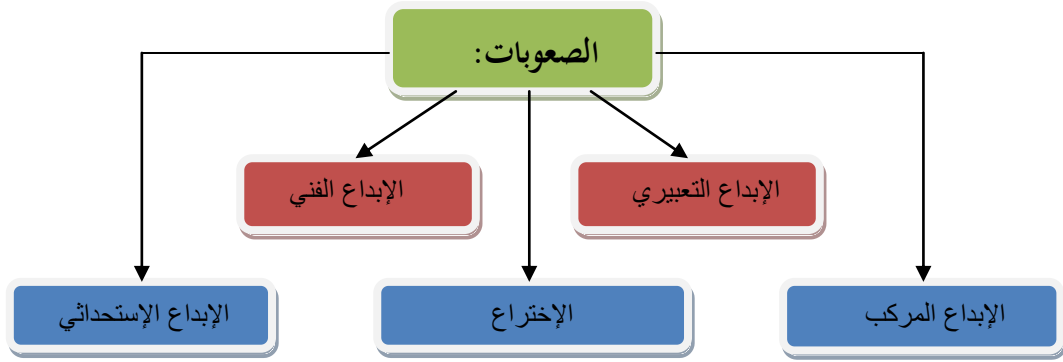 الصعوبات:
الإبداع التعبيري
الإبداع الفني
الإبداع المركب
الإختراع
الإبداع الإستحداثي